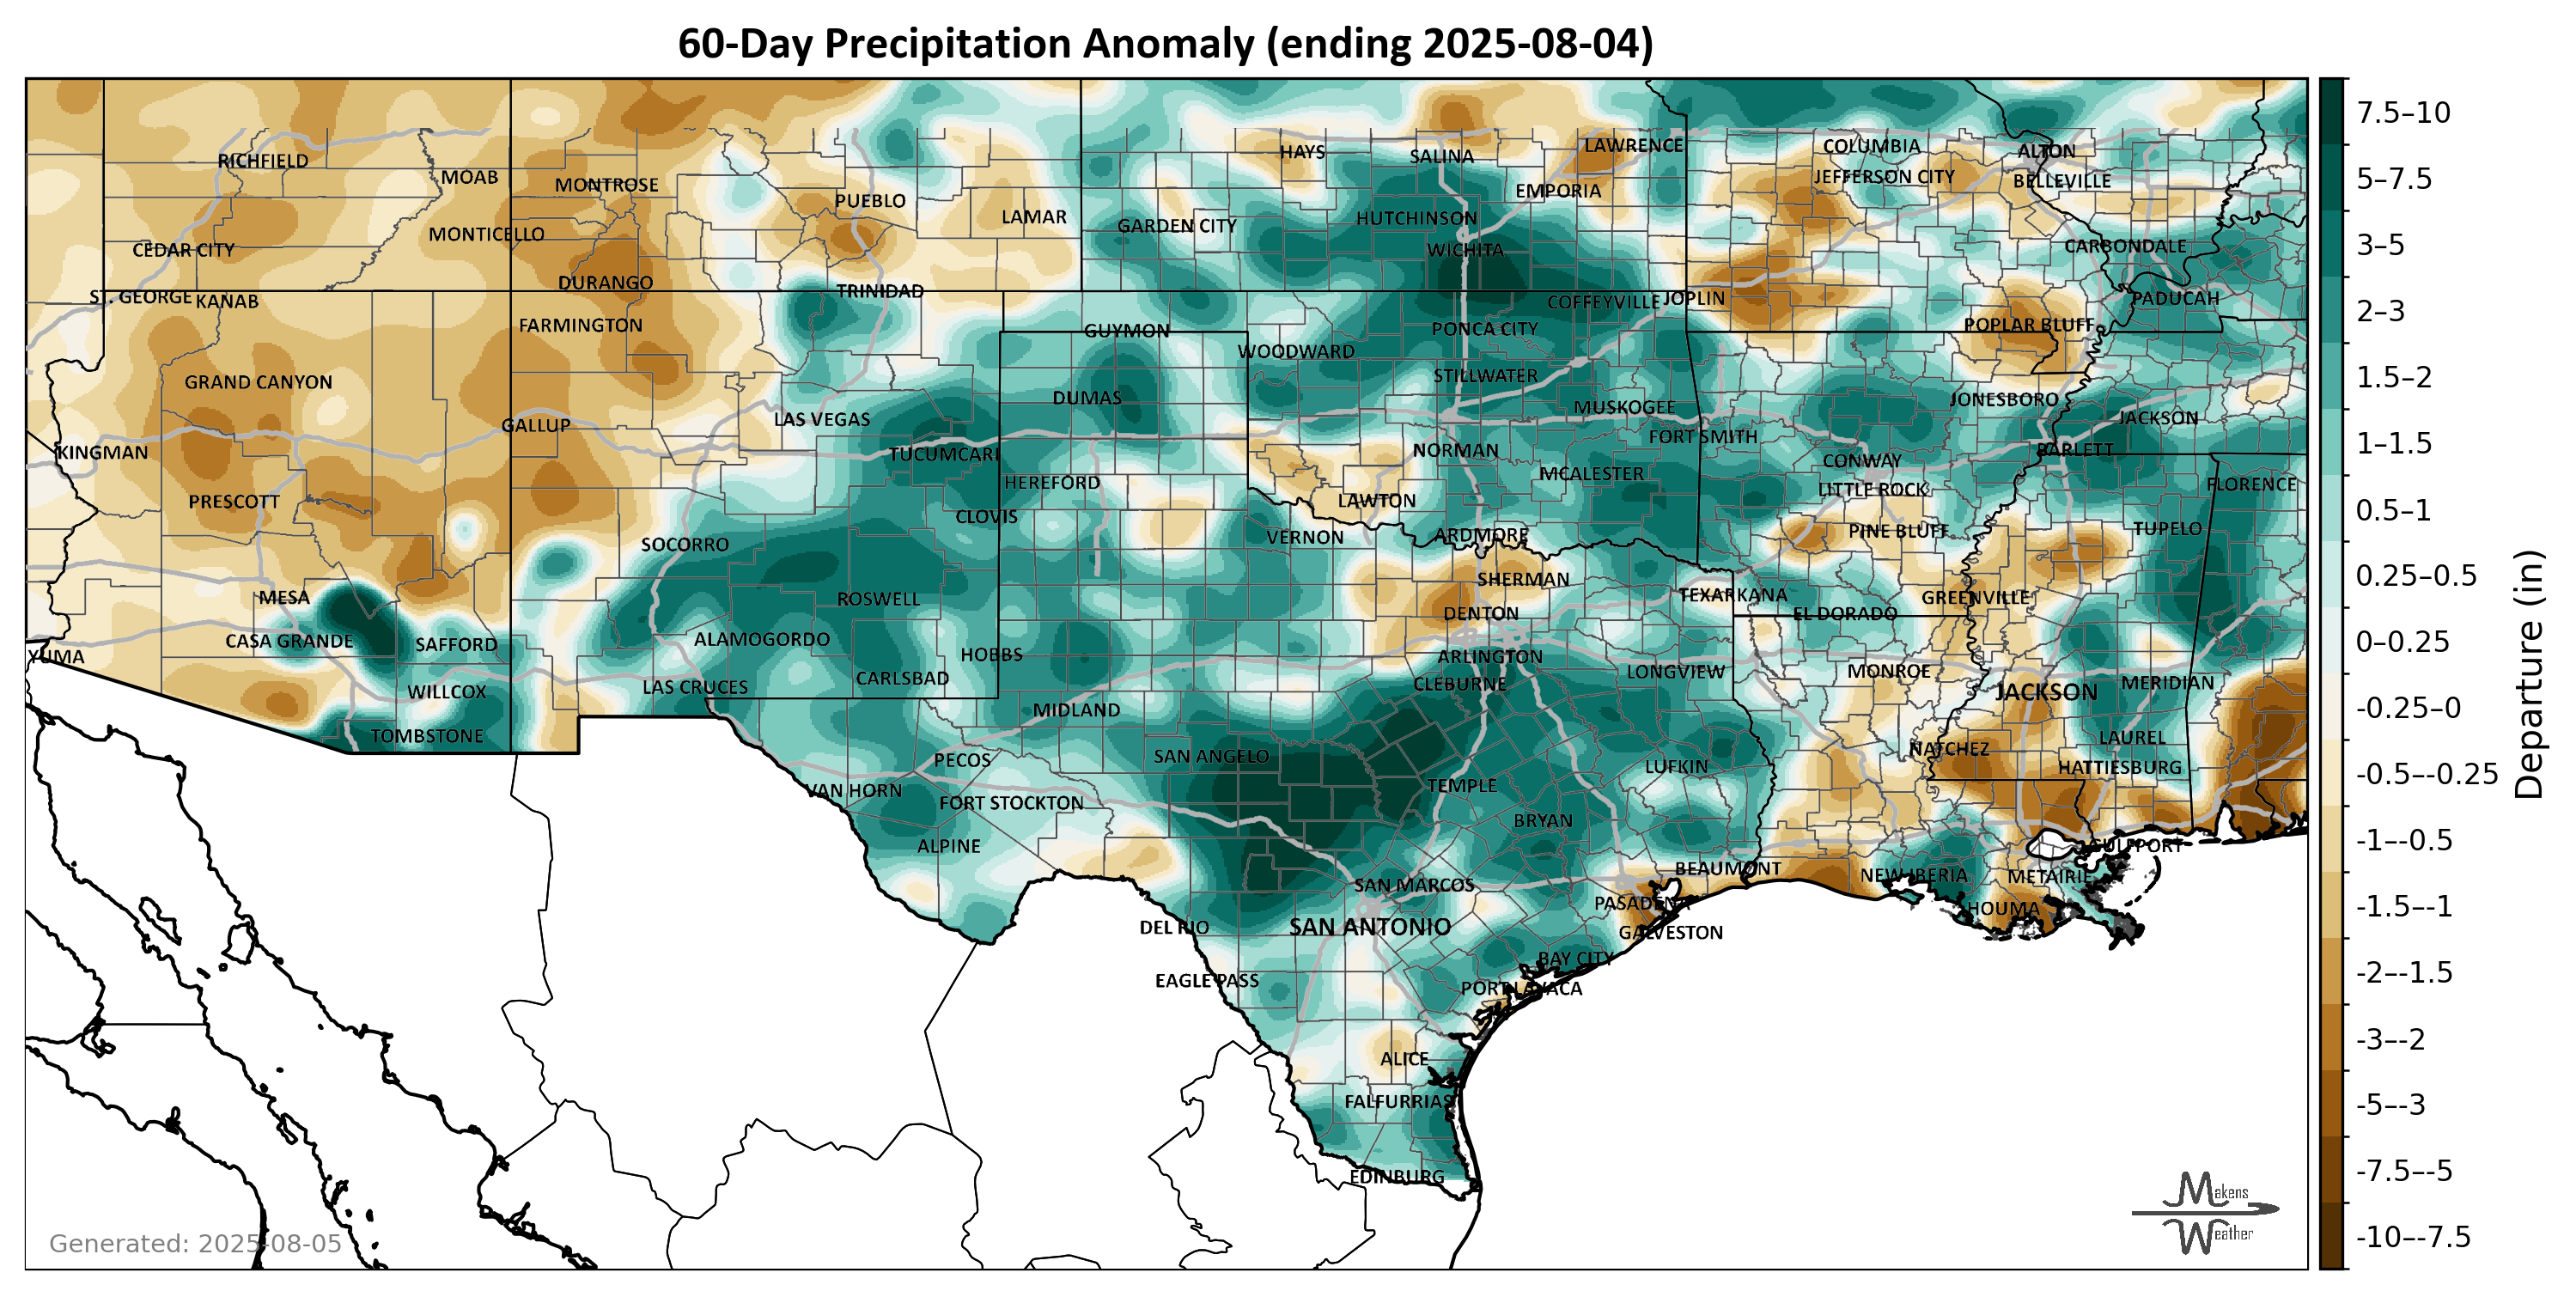 60-Day Precipitation Anomaly (ending 2025-08-04)
RICHFIELD
MOAB
MONTROSE
PUEBLO
LAMAR
HAYS
SALINA
LAWRENCE
EMPORIA
COLUMBIA
JEFFERSON CITY
ALTON
BELLEVILLE
CEDAR CITY
MONTICELLO
GARDEN CITY
HUTCHINSON
WICHITA
CARBONDALE
ST. GEORGE
KANAB
DURANGO
TRINIDAD
COFFEYVILLE
JOPLIN
PADUCAH
FARMINGTON
GUYMON
PONCA CITY
POPLAR BLUFF
WOODWARD
GRAND CANYON
DUMAS
STILLWATER
LAS VEGAS
MUSKOGEE
JONESBORO
JACKSON
GALLUP
KINGMAN
TUCUMCARI
NORMAN
FORT SMITH
BARLETT
PRESCOTT
HEREFORD
LAWTON
MCALESTER
CONWAY
LITTLE ROCK
FLORENCE
SOCORRO
CLOVIS
VERNON
ARDMORE
PINE BLUFF
TUPELO
MESA
ROSWELL
SHERMAN
DENTON
TEXARKANA
EL DORADO
GREENVILLE
YUMA
CASA GRANDE
SAFFORD
ALAMOGORDO
HOBBS
ARLINGTON
WILLCOX
LAS CRUCES
CARLSBAD
CLEBURNE
LONGVIEW
MONROE
JACKSON
MERIDIAN
TOMBSTONE
MIDLAND
PECOS
SAN ANGELO
LUFKIN
NATCHEZ
LAUREL
HATTIESBURG
VAN HORN
FORT STOCKTON
TEMPLE
BRYAN
ALPINE
BEAUMONT
NEW IBERIA
GULFPORT
METAIRIE
SAN MARCOS
PASADENA
HOUMA
DEL RIO
SAN ANTONIO
GALVESTON
EAGLE PASS
BAY CITY
PORT LAVACA
ALICE
FALFURRIAS
EDINBURG
7.5–10
5–7.5
3–5
2–3
1.5–2
1–1.5
0.5–1
0.25–0.5
0–0.25
-0.25–0
-0.5–-0.25
-1–-0.5
-1.5–-1
-2–-1.5
-3–-2
-5–-3
-7.5–-5
-10–-7.5
Departure (in)
Generated: 2025-08-05
Makens
Weather